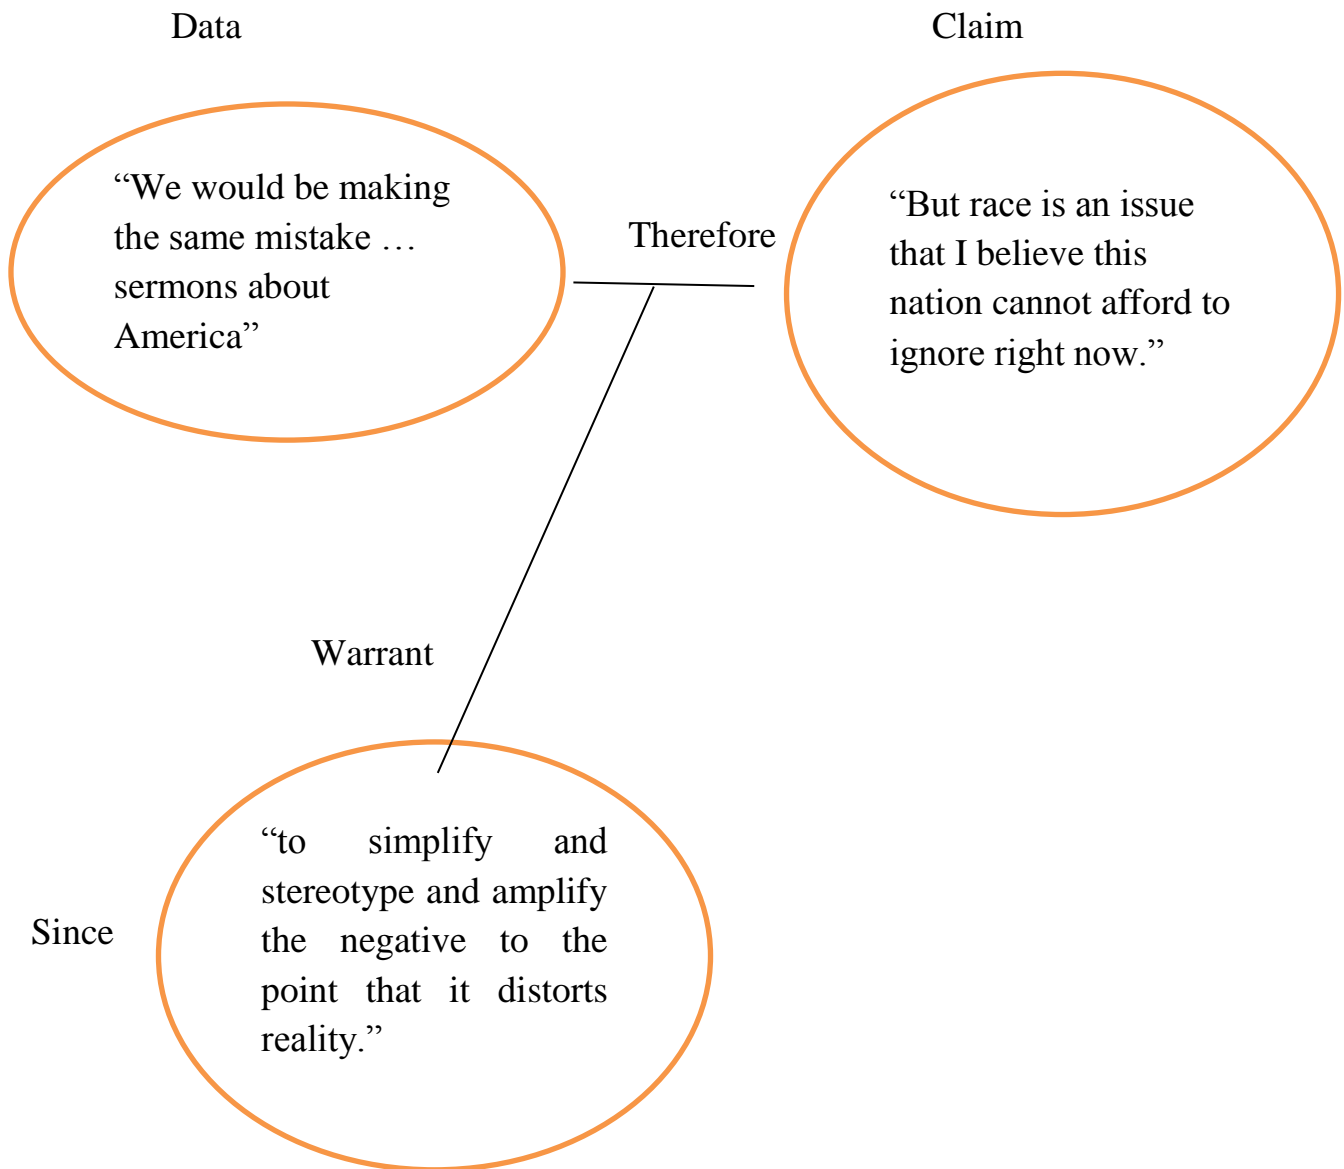 Data
Claim
“We would be making
the same mistake …
sermons about
America”
Therefore
“But race is an issue
that I believe this
nation cannot afford to
ignore right now.”
Warrant
Since
“to simplify and
stereotype and amplify
the negative to the
point that it distorts
reality.”